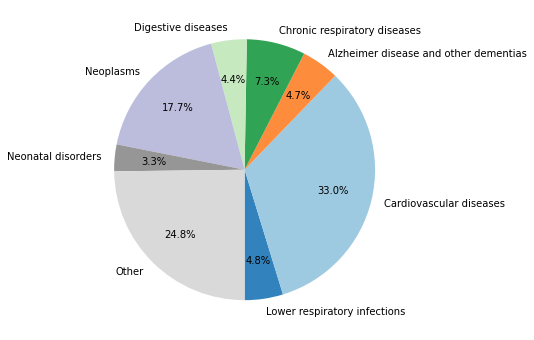 Digestive diseases
Chronic respiratory diseases
Alzheimer disease and other dementias
Neoplasms
4.4%
7.3%
4.7%
17.7%
Neonatal disorders
3.3%
33.0%
Cardiovascular diseases
24.8%
4.8%
Other
Lower respiratory infections